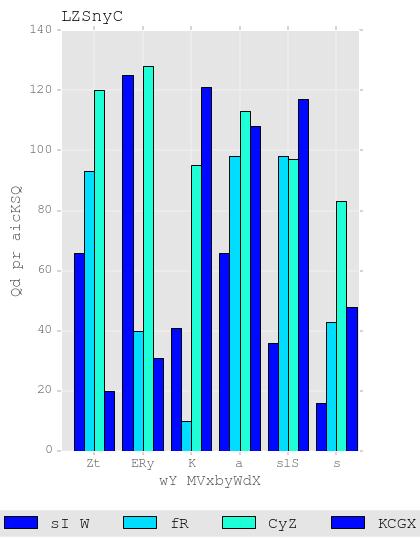 LZSnyC
140
120
100
80
60
40
20
0
Qd pr aicKSQ
Zt ERy K a slS s
wY MVxbyWdX
sI W fR CyZ KCGX